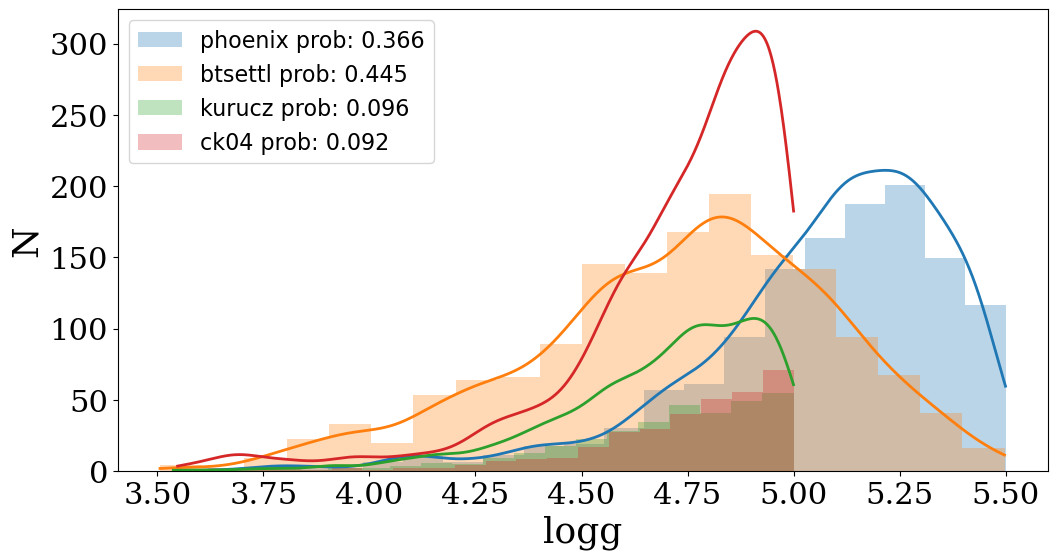 phoenix prob: 0.366
btsettl prob: 0.445
kurucz prob: 0.096
ck04 prob: 0.092
300
250
200
150
100
50
0
N
3.50 3.75 4.00 4.25 4.50 4.75 5.00 5.25 5.50
logg